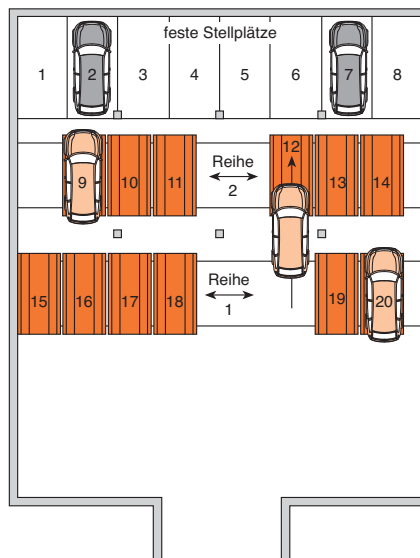 feste Stellplätze
1 2 3 4 5 6 7 8
12
9 10 11 Reihe 13 14
2
15 16 17 18 Reihe 19 20
1